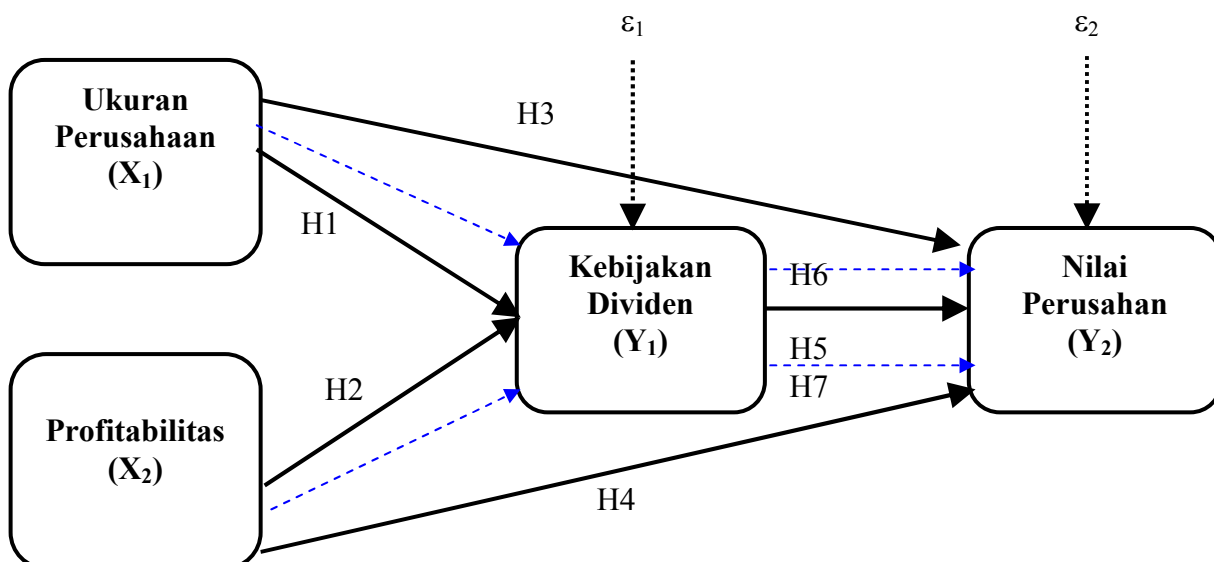 ε₁
ε₂
Ukuran
Perusahaan
(X₁)
H3
H1
Kebijakan
Dividen
(Y₁)
H6
Nilai
Perusahan
(Y₂)
H5
H7
H2
Profitabilitas
(X₂)
H4